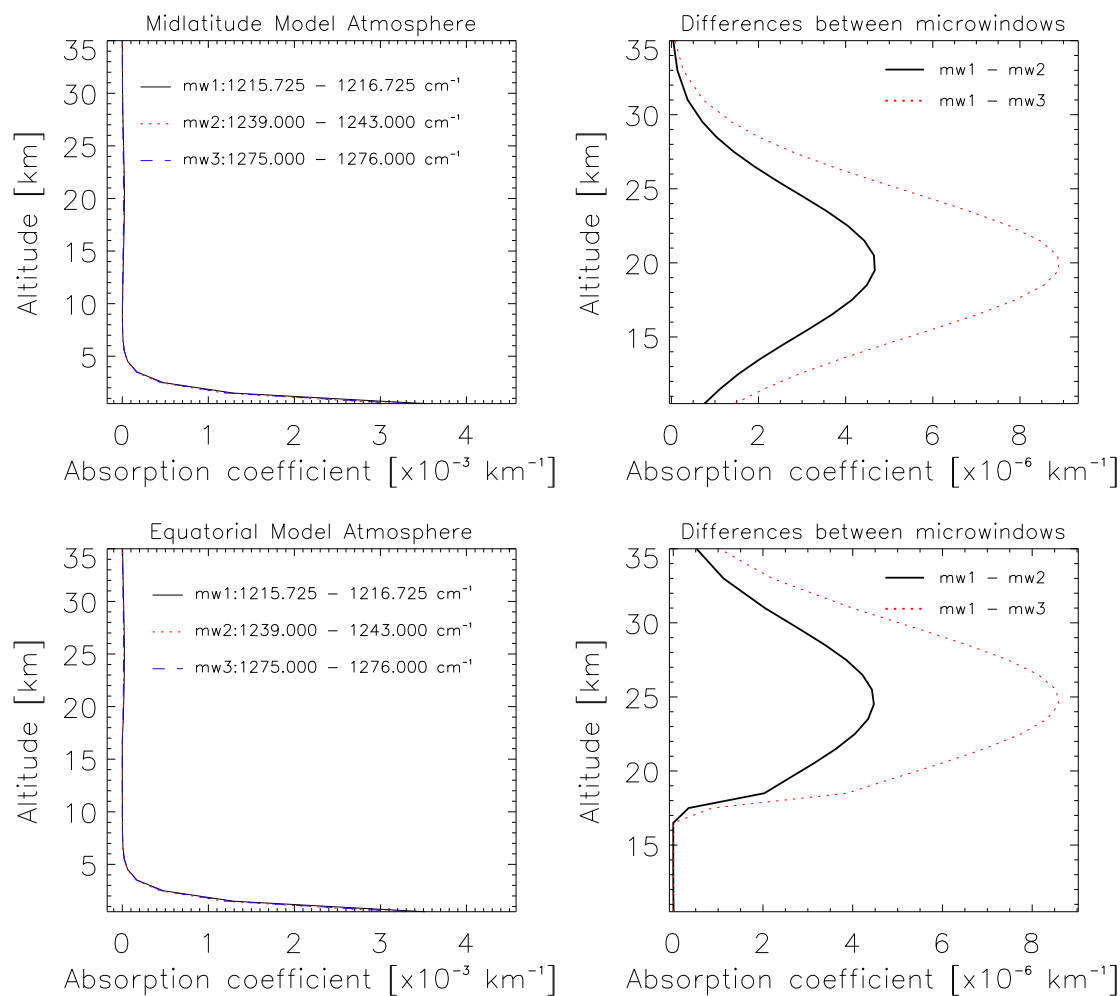 Midlatitude Model Atmosphere
35
30
25
20
15
10
5
Altitude [km]
mw1:1215.725 − 1216.725 cm⁻¹
mw2:1239.000 − 1243.000 cm⁻¹
mw3:1275.000 − 1276.000 cm⁻¹
0 1 2 3 4
Absorption coefficient [x10⁻³ km⁻¹]
Differences between microwindows
35
30
25
20
15
Altitude [km]
mw1 − mw2
mw1 − mw3
0 2 4 6 8
Absorption coefficient [x10⁻⁶ km⁻¹]
Equatorial Model Atmosphere
35
30
25
20
15
10
5
Altitude [km]
mw1:1215.725 − 1216.725 cm⁻¹
mw2:1239.000 − 1243.000 cm⁻¹
mw3:1275.000 − 1276.000 cm⁻¹
0 1 2 3 4
Absorption coefficient [x10⁻³ km⁻¹]
Differences between microwindows
35
30
25
20
15
Altitude [km]
mw1 − mw2
mw1 − mw3
0 2 4 6 8
Absorption coefficient [x10⁻⁶ km⁻¹]